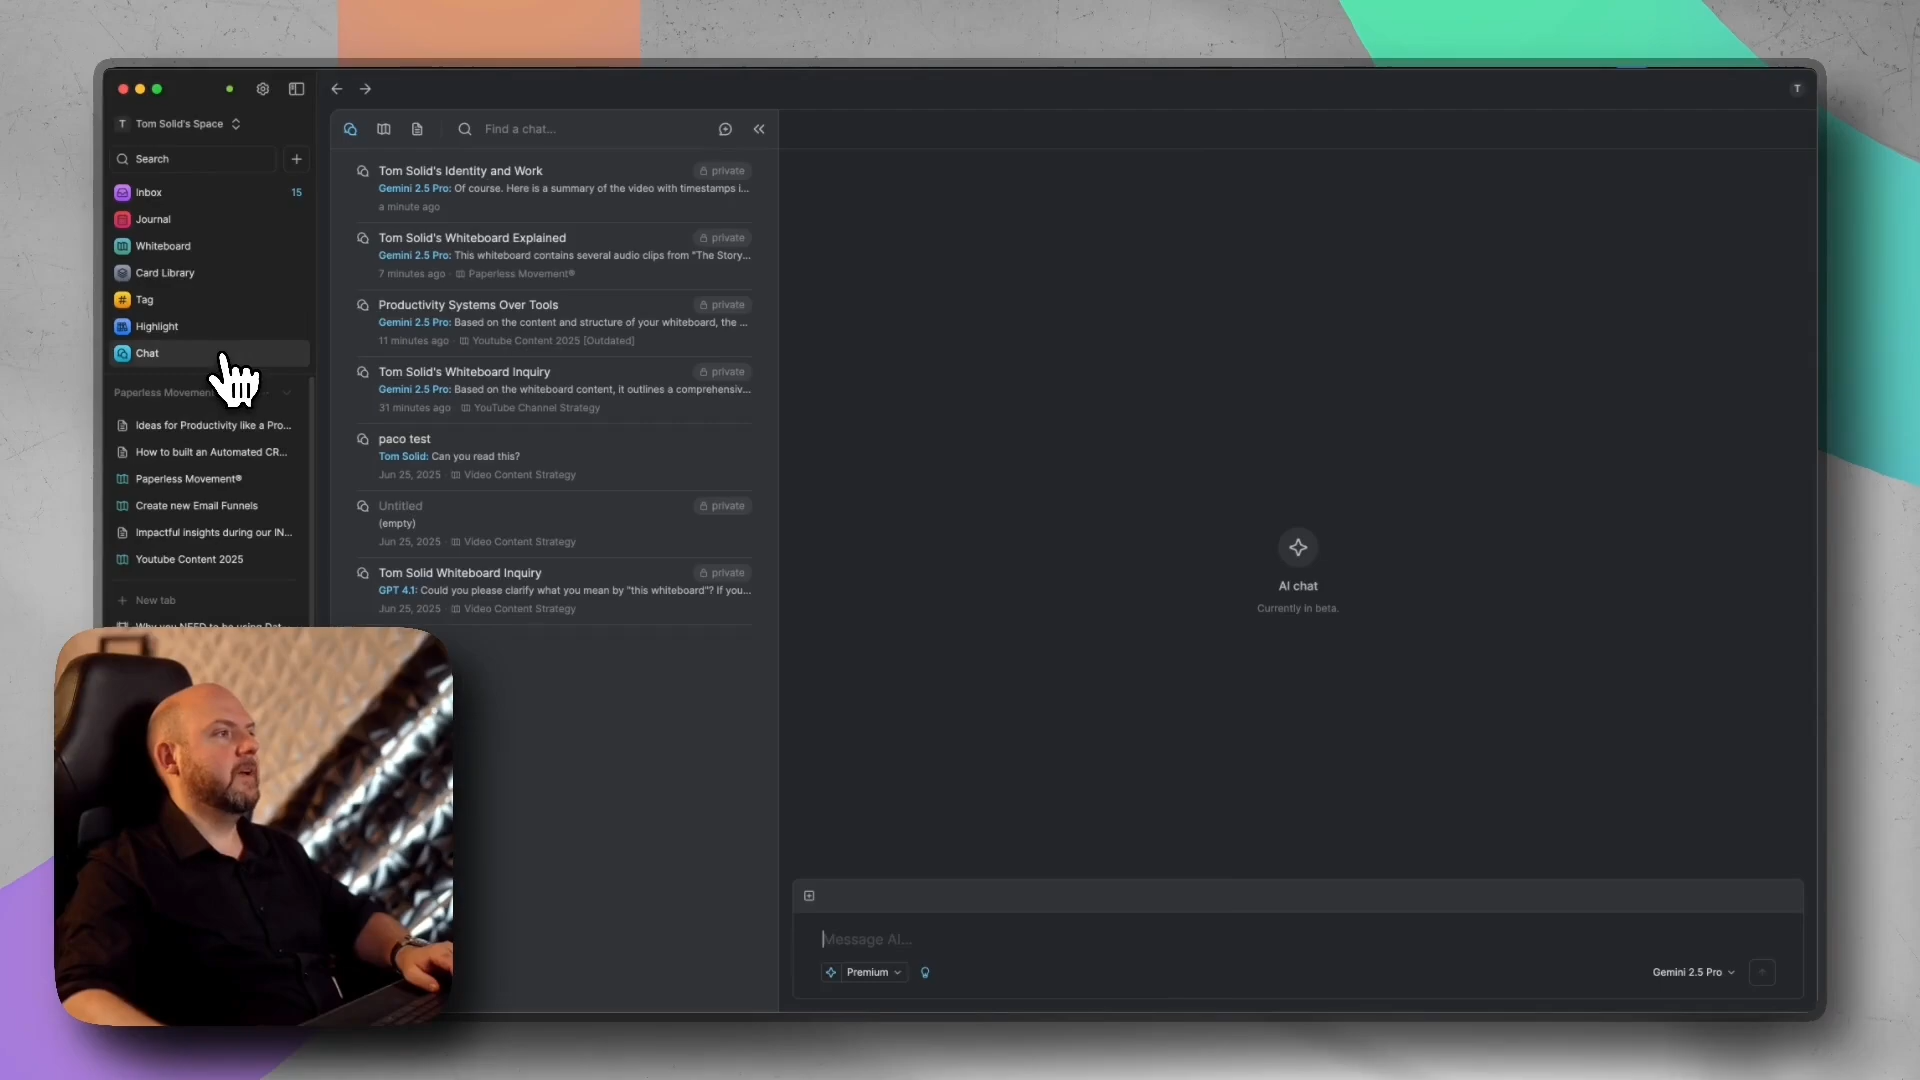 T Tom Solid's Space
Search
Inbox 15
Journal
Whiteboard
Card Library
Tag
Highlight
Chat
Paperless Movement
Ideas for Productivity like a Pro...
How to built an Automated CR...
Paperless Movement®
Create new Email Funnels
Impactful insights during our IN...
Youtube Content 2025
New tab
Why you NEED to be using Dat...
Find a chat...
Tom Solid's Identity and Work private
Gemini 2.5 Pro: Of course. Here is a summary of the video with timestamps i...
a minute ago
Tom Solid's Whiteboard Explained private
Gemini 2.5 Pro: This whiteboard contains several audio clips from "The Story...
7 minutes ago · Paperless Movement®
Productivity Systems Over Tools private
Gemini 2.5 Pro: Based on the content and structure of your whiteboard, the ...
11 minutes ago · Youtube Content 2025 [Outdated]
Tom Solid's Whiteboard Inquiry private
Gemini 2.5 Pro: Based on the whiteboard content, it outlines a comprehensiv...
31 minutes ago · YouTube Channel Strategy
paco test
Tom Solid: Can you read this?
Jun 25, 2025 · Video Content Strategy
Untitled private
(empty)
Jun 25, 2025 · Video Content Strategy
Tom Solid Whiteboard Inquiry private
GPT 4.1: Could you please clarify what you mean by "this whiteboard"? If you...
Jun 25, 2025 · Video Content Strategy
T
AI chat
Currently in beta.
Message AI...
Premium
Gemini 2.5 Pro